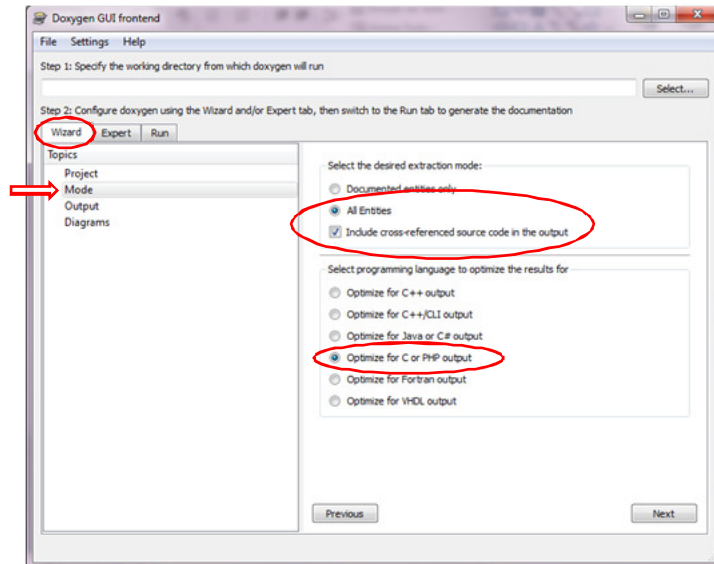 Doxygen GUI frontend
File Settings Help
Step 1: Specify the working directory from which doxygen will run
Select...
Step 2: Configure doxygen using the Wizard and/or Expert tab, then switch to the Run tab to generate the documentation
Wizard Expert Run
Topics
Project
Mode
Output
Diagrams
Select the desired extraction mode:
Documented entities only
All Entities
Include cross-referenced source code in the output
Select programming language to optimize the results for
Optimize for C++ output
Optimize for C++/CLI output
Optimize for Java or C# output
Optimize for C or PHP output
Optimize for Fortran output
Optimize for VHDL output
Previous Next